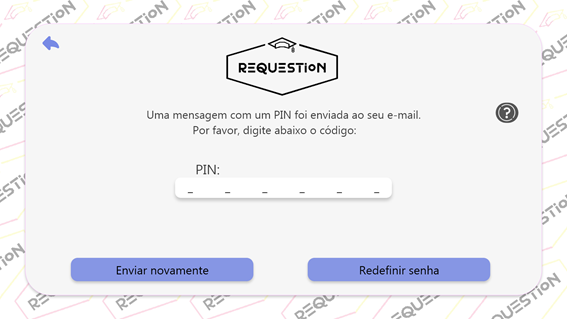 REQUESTION
Uma mensagem com um PIN foi enviada ao seu e-mail.
?
Por favor, digite abaixo o código:
PIN:
_ _ _ _ _ _
Enviar novamente
Redefinir senha